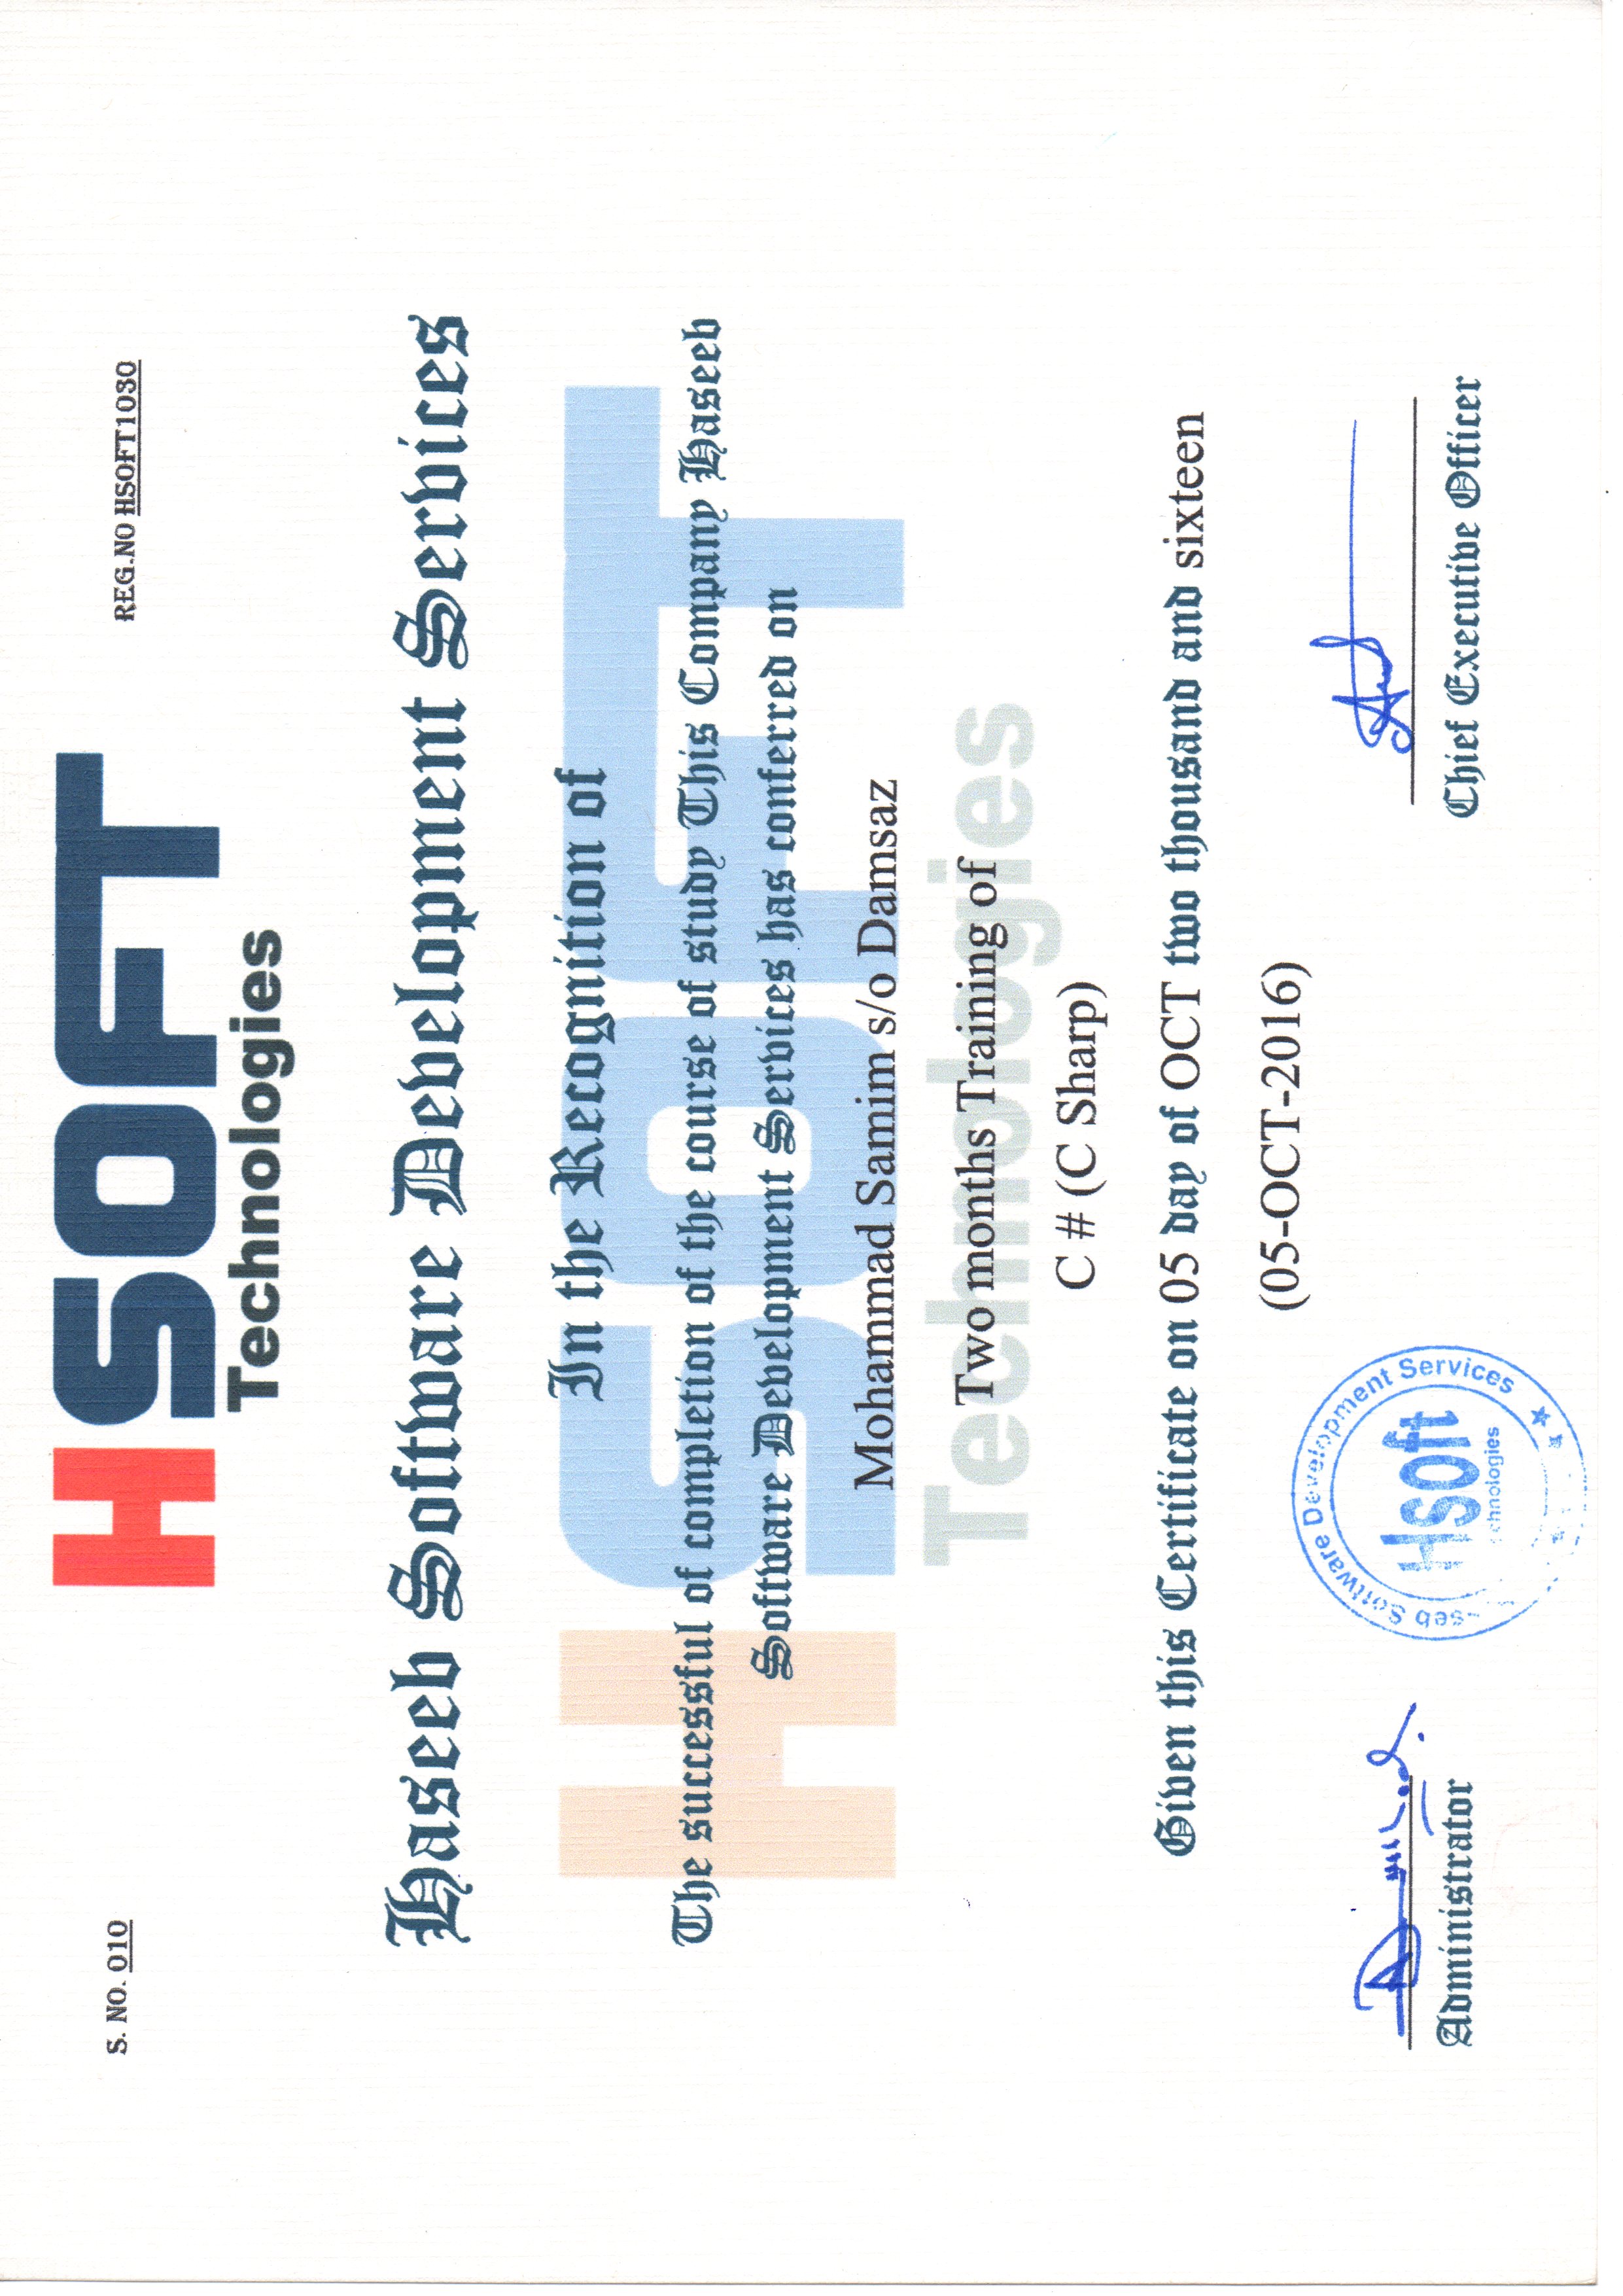 S. NO. 010
REG.NO HSOFT1030
HSOFT
Technologies
Haseeb Software Development Services
HSOFT
Technologies
In the Recognition of
The successful of completion of the course of study This Company Haseeb
Software Development Services has conferred on
Mohammad Samim s/o Damsaz
Two months Training of
C # (C Sharp)
Given this Certificate on 05 day of OCT two thousand and sixteen
(05-OCT-2016)
seb Software Development Services
Hsoft
chnologies
Administrator
Chief Executive Officer